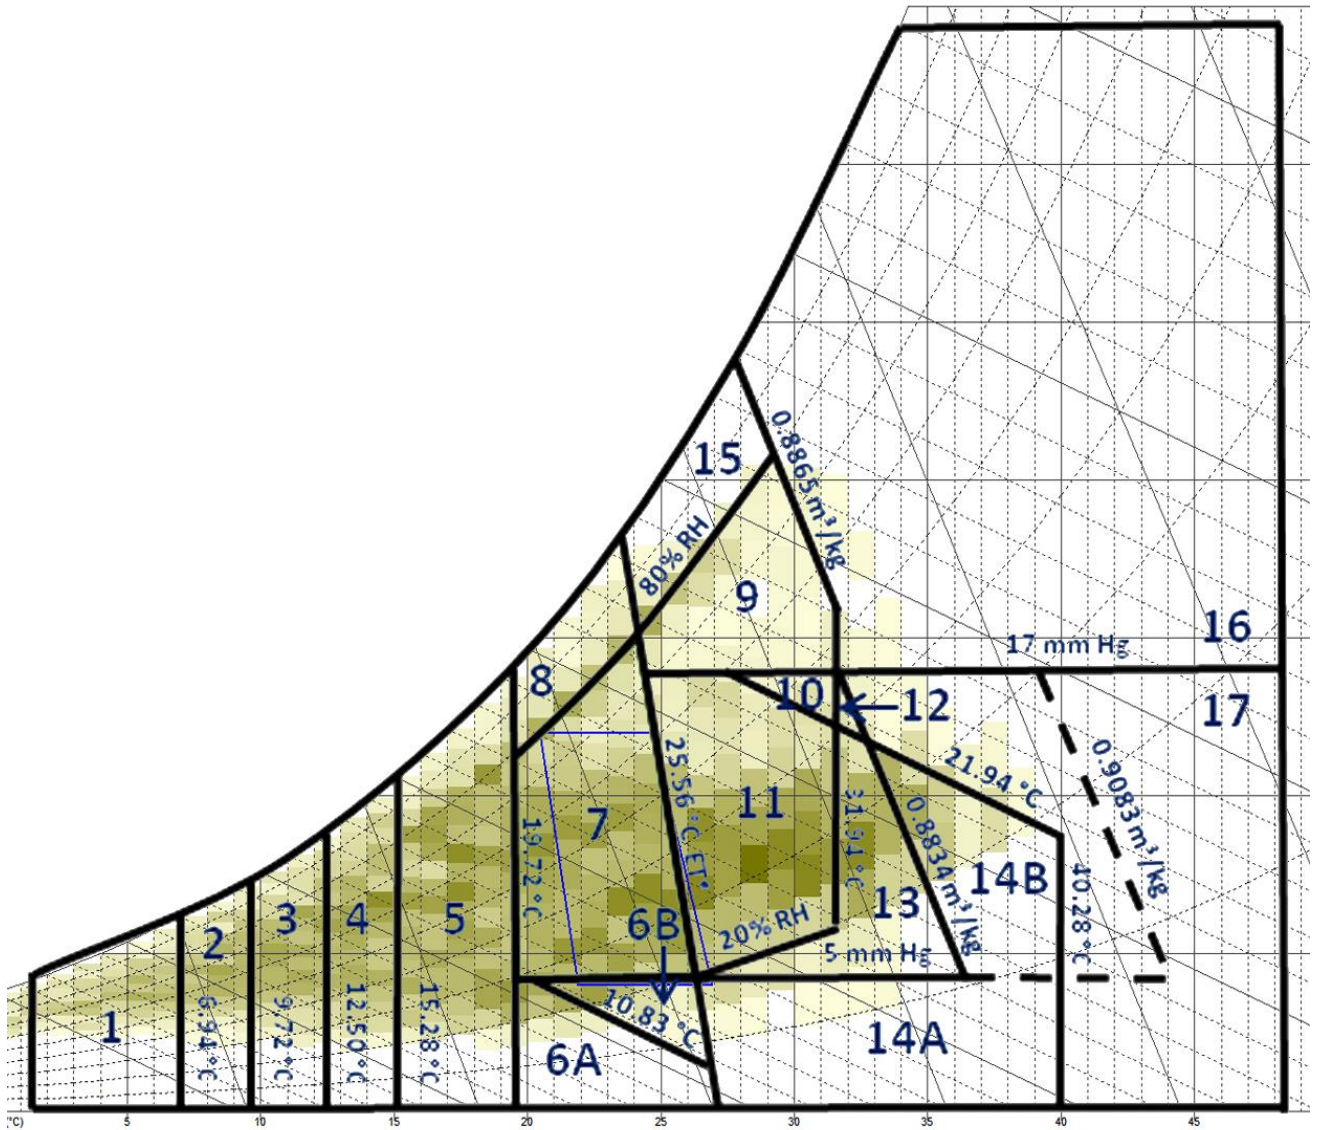 15
0.8865 m³/kg
80% RH
9
16
17 mm Hg
8
10
12
17
25.56 °C ET*
21.94 °C
0.9083 m³/kg
7
11
19.72 °C
31.94 °C
0.8834 m³/kg
14B
40.28 °C
13
2
3
4
5
6B
20% RH
5 mm Hg
1
6.94 °C
9.72 °C
12.50 °C
15.28 °C
10.83 °C
6A
14A
(°C) 5 10 15 20 25 30 35 40 45